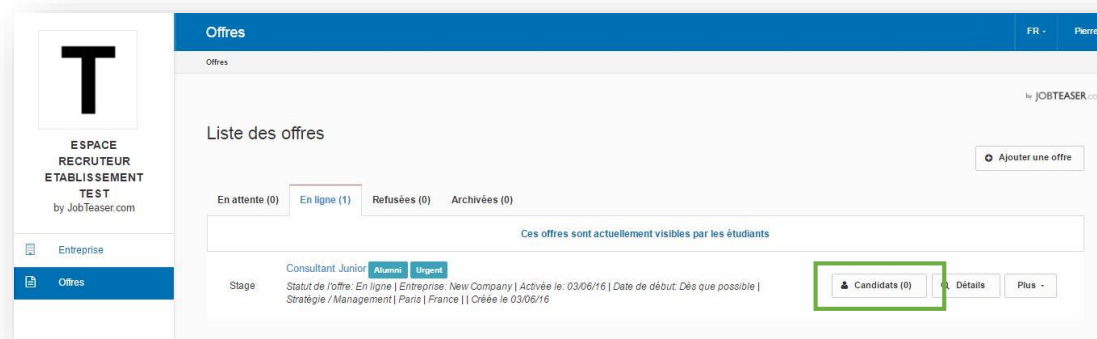 T
ESPACE
RECRUTEUR
ETABLISSEMENT
TEST
by JobTeaser.com
Entreprise
Offres
Offres
FR -
Pierre
Offres
by JOBTEASER.co
Liste des offres
Ajouter une offre
En attente (0) En ligne (1) Refusées (0) Archivées (0)
Ces offres sont actuellement visibles par les étudiants
Stage
Consultant Junior Alumni Urgent
Statut de l'offre: En ligne | Entreprise: New Company | Activée le: 03/06/16 | Date de début: Dès que possible |
Stratégie / Management | Paris | France | | Créée le 03/06/16
Candidats (0) Détails Plus -